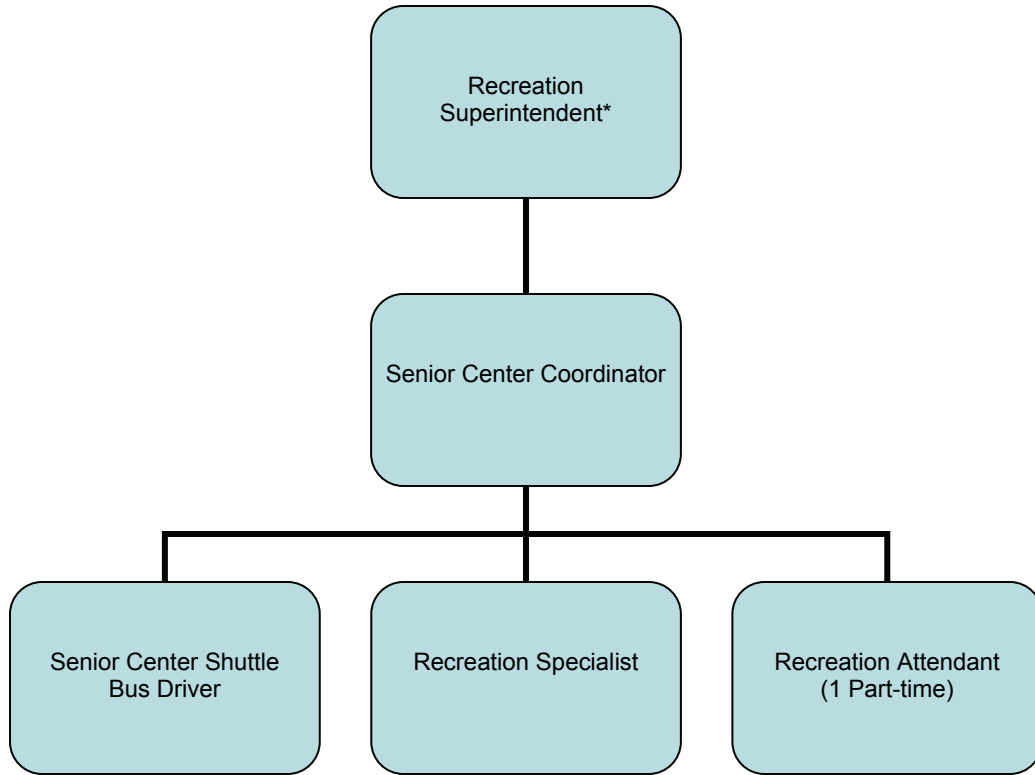 Recreation
Superintendent*
Senior Center Coordinator
Senior Center Shuttle
Bus Driver
Recreation Specialist
Recreation Attendant
(1 Part-time)